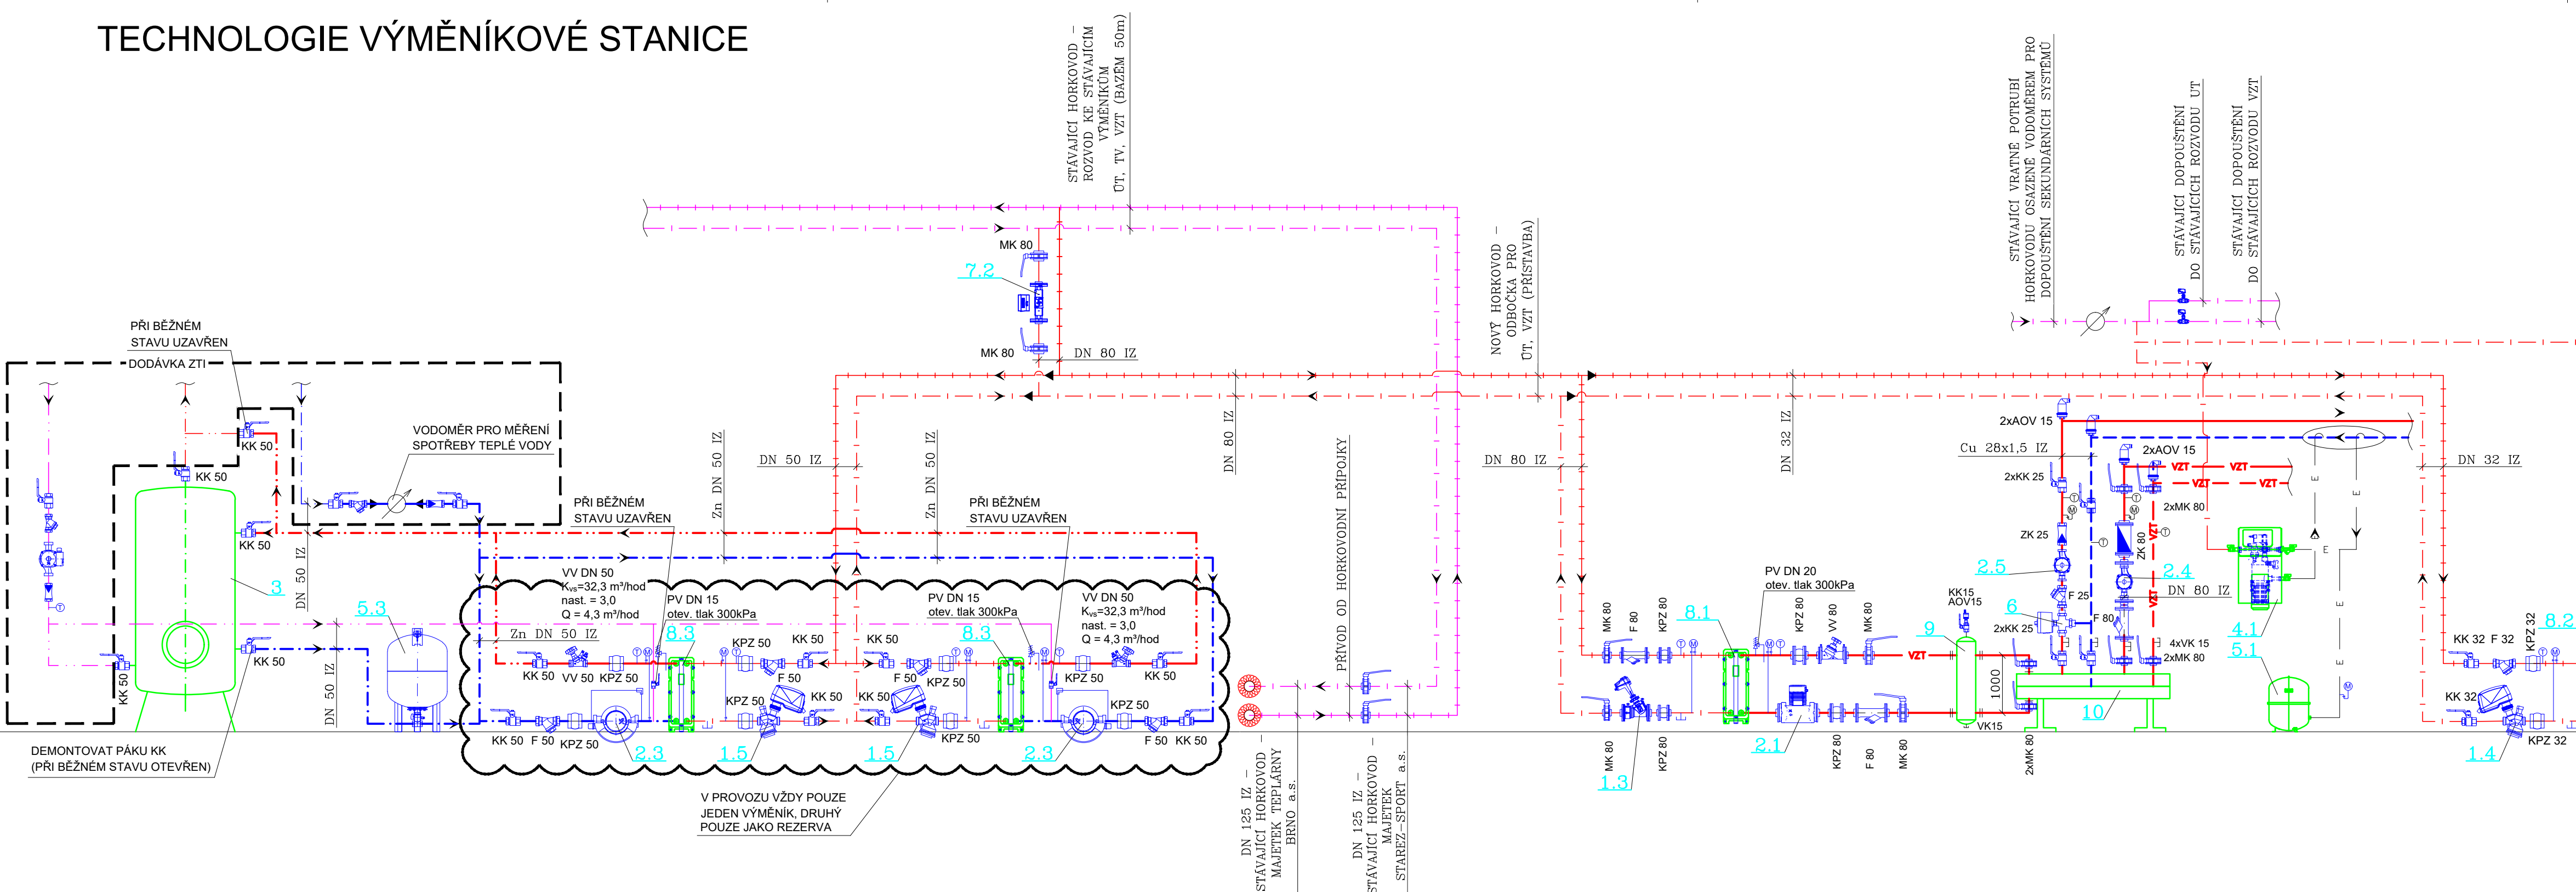 TECHNOLOGIE VÝMĚNÍKOVÉ STANICE
STÁVAJÍCÍ HORKOVOD -
ROZVOD KE STÁVAJÍCÍM
VÝMĚNÍKŮM
ÚT, TV, VZT (BAZÉM 50m)
STÁVAJÍCÍ VRATNÉ POTRUBÍ
HORKOVODU OSAZENÉ VODOMĚREM PRO
DOPOUŠTĚNÍ SEKUNDÁRNÍCH SYSTÉMŮ
STÁVAJÍCÍ DOPOUŠTĚNÍ
DO STÁVAJÍCÍCH ROZVODU UT
STÁVAJÍCÍ DOPOUŠTĚNÍ
DO STÁVAJÍCÍCH ROZVODU VZT
NOVÝ HORKOVOD -
ODBOČKA PRO
ÚT, VZT (PŘÍSTAVBA)
MK 80
7.2
MK 80
DN 80 IZ
PŘI BĚŽNÉM
STAVU UZAVŘEN
DODÁVKA ZTI
KK 50
KK 50
VODOMĚR PRO MĚŘENÍ
SPOTŘEBY TEPLÉ VODY
KK 50
3
DN 50 IZ
5.3
KK 50
KK 50
DN 50 IZ
DEMONTOVAT PÁKU KK
(PŘI BĚŽNÉM STAVU OTEVŘEN)
PŘI BĚŽNÉM
STAVU UZAVŘEN
Zn DN 50 IZ
DN 50 IZ
Zn DN 50 IZ
PŘI BĚŽNÉM
STAVU UZAVŘEN
VV DN 50
Kvs=32,3 m³/hod
nast. = 3,0
Q = 4,3 m³/hod
PV DN 15
otev. tlak 300kPa
Zn DN 50 IZ
8.3
KPZ 50
KK 50
KK 50
VV 50
KPZ 50
T
M
M
T
F 50
KPZ 50
KK 50
KK 50
F 50
KPZ 50
2.3
1.5
PV DN 15
otev. tlak 300kPa
VV DN 50
Kvs=32,3 m³/hod
nast. = 3,0
Q = 4,3 m³/hod
KK 50
8.3
KPZ 50
F 50
KPZ 50
KPZ 50
KK 50
KK 50
KPZ 50
KPZ 50
F 50
KK 50
1.5
2.3
V PROVOZU VŽDY POUZE
JEDEN VÝMĚNÍK, DRUHÝ
POUZE JAKO REZERVA
DN 80 IZ
PŘÍVOD OD HORKOVODNÍ PŘÍPOJKY
DN 125 IZ -
STÁVAJÍCÍ HORKOVOD -
MAJETEK TEPLÁRNY
BRNO a.s.
DN 125 IZ -
STÁVAJÍCÍ HORKOVOD -
MAJETEK
STAREZ-SPORT a.s.
DN 80 IZ
DN 32 IZ
MK 80
F 80
KPZ 80
8.1
PV DN 20
otev. tlak 300kPa
KPZ 80
VV 80
MK 80
VZT
MK 80
KPZ 80
1.3
2.1
KPZ 80
F 80
MK 80
KK15
AOV15
9
1000
VK15
2xMK 80
10
2xAOV 15
Cu 28x1,5 IZ
2xKK 25
2xAOV 15
VZT
VZT
VZT
VZT
2xMK 80
ZK 25
ZK 80
VZT
2.5
2.4
DN 80 IZ
F 25
VZT
6
F 80
2xKK 25
4xVK 15
2xMK 80
4.1
5.1
E
E
E
E
E
M
DN 32 IZ
KK 32
F 32
KPZ 32
8.2
KK 32
1.4
KPZ 32